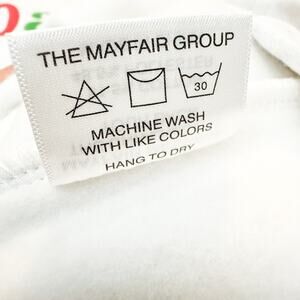 THE MAYFAIR GROUP
30
MACHINE WASH
WITH LIKE COLORS
HANG TO DRY